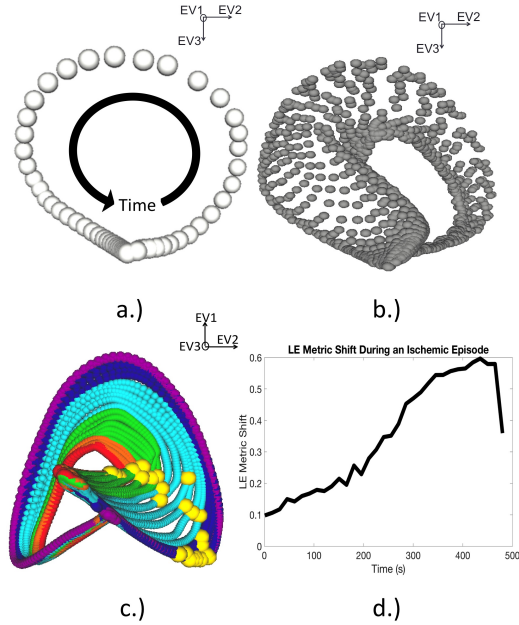 EV1 EV2
EV3
Time
a.)
EV1 EV2
EV3
b.)
EV1
EV3 EV2
c.)
LE Metric Shift During an Ischemic Episode
LE Metric Shift
0.6
0.5
0.4
0.3
0.2
0.1
0
0 100 200 300 400 500
Time (s)
d.)